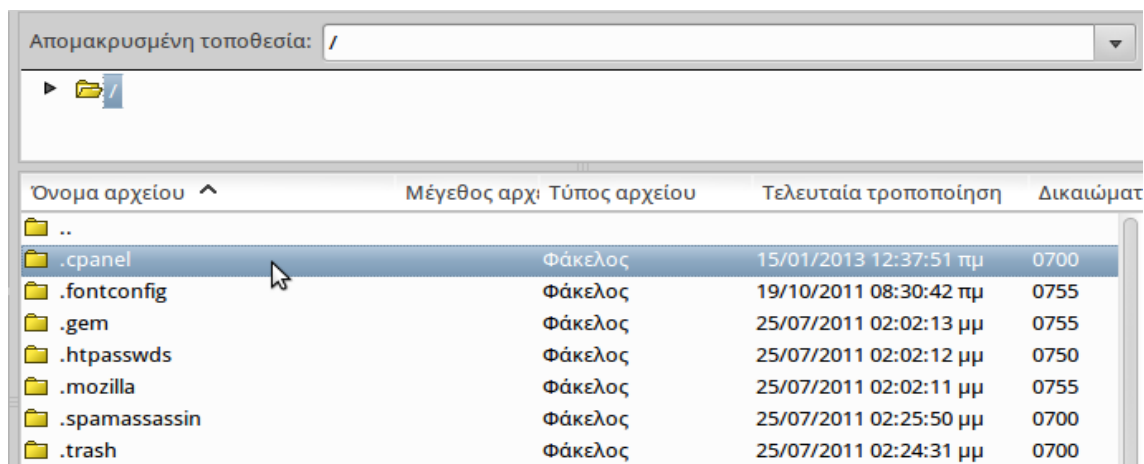 Απομακρυσμένη τοποθεσία: /
/
Όνομα αρχείου Μέγεθος αρχ Τύπος αρχείου Τελευταία τροποποίηση Δικαιώματ
..
.cpanel Φάκελος 15/01/2013 12:37:51 πμ 0700
.fontconfig Φάκελος 19/10/2011 08:30:42 πμ 0755
.gem Φάκελος 25/07/2011 02:02:13 μμ 0755
.htpasswds Φάκελος 25/07/2011 02:02:12 μμ 0750
.mozilla Φάκελος 25/07/2011 02:02:11 μμ 0755
.spamassassin Φάκελος 25/07/2011 02:25:50 μμ 0700
.trash Φάκελος 25/07/2011 02:24:31 μμ 0700